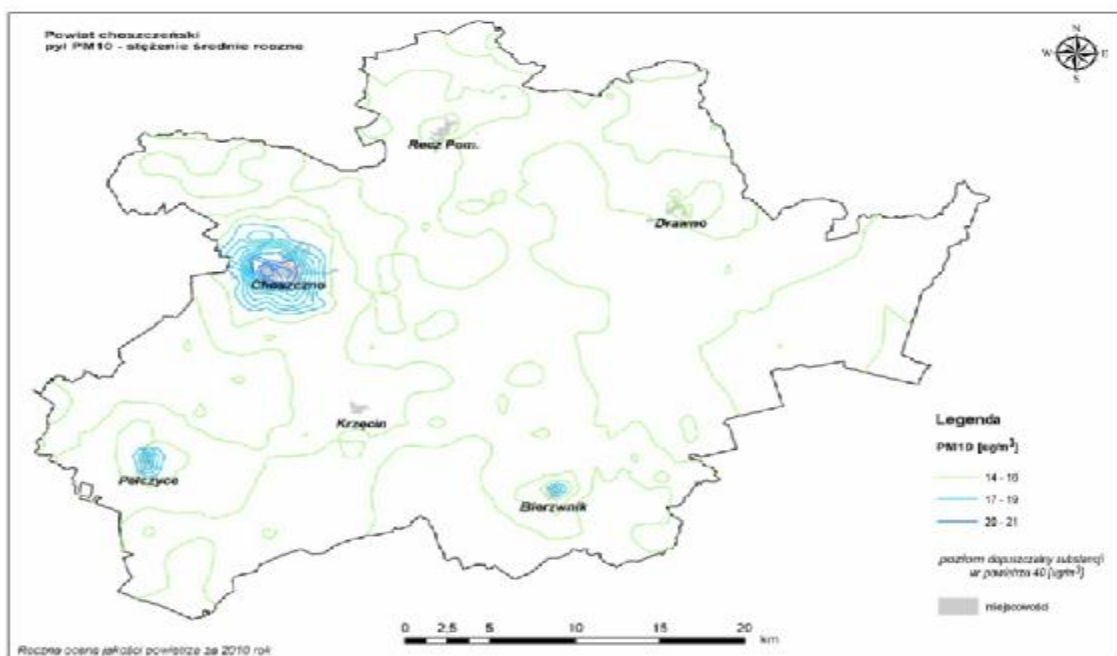 Powiat choszczeński
pył PM10 - stężenie średnie roczne
N
W E
S
Recz Pom.
Drawno
Choszczno
Krzęcin
Pełczyce
Bierzwnik
Legenda
PM10 [ug/m³]
14 - 16
17 - 19
20 - 21
poziom dopuszczalny substancji
w powietrzu 40 [ug/m³]
miejscowości
0 2,5 5 10 15 20
km
Roczna ocena jakości powietrza za 2010 rok